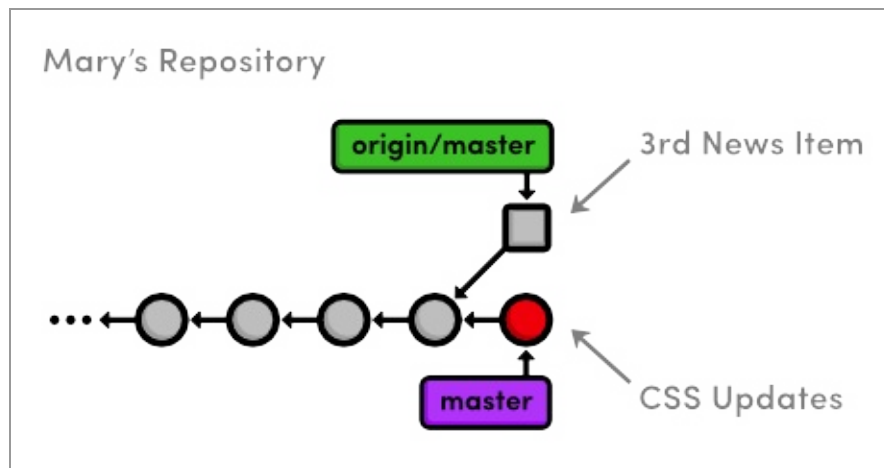 Mary’s Repository
origin/master
3rd News Item
master
CSS Updates